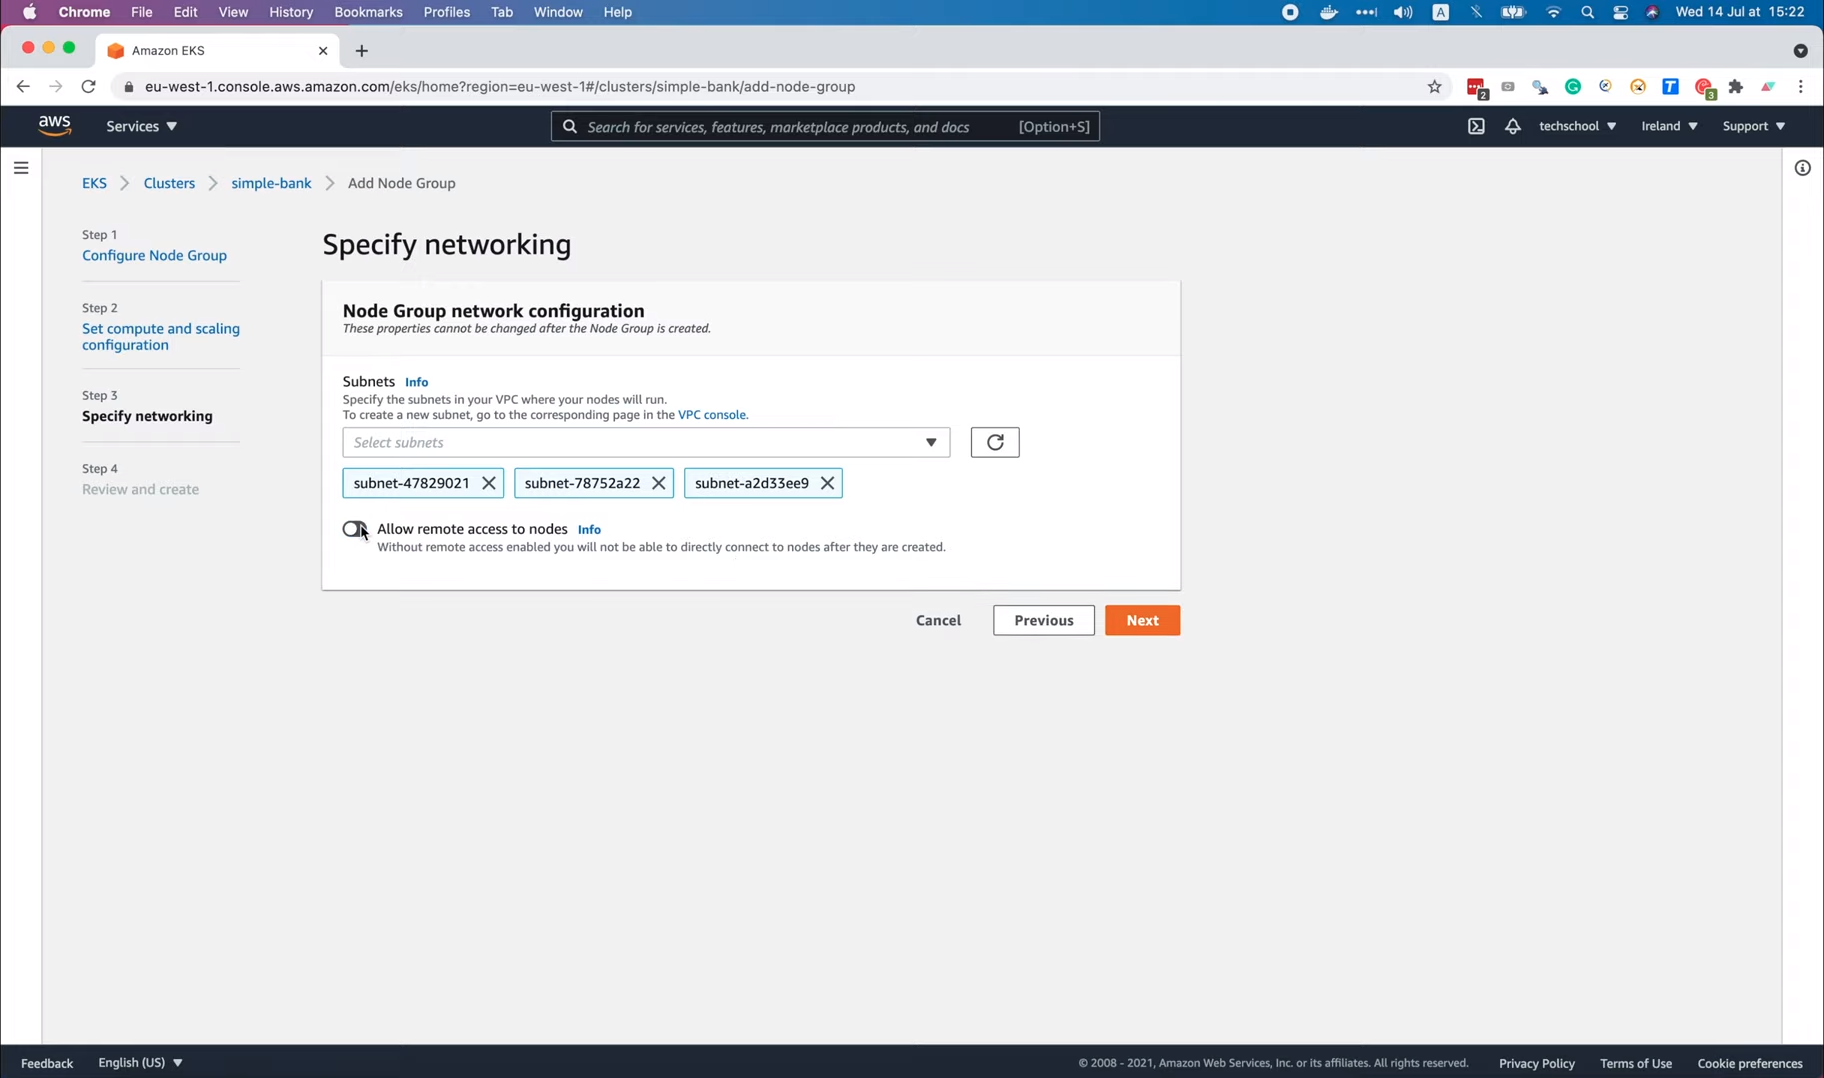 Chrome File Edit View History Bookmarks Profiles Tab Window Help A Wed 14 Jul at 15:22
Amazon EKS
eu-west-1.console.aws.amazon.com/eks/home?region=eu-west-1#/clusters/simple-bank/add-node-group 2 T 3
aws Services Search for services, features, marketplace products, and docs [Option+S] techschool Ireland Support
EKS Clusters simple-bank Add Node Group
Step 1
Configure Node Group
Step 2
Set compute and scaling
configuration
Step 3
Specify networking
Step 4
Review and create
Specify networking
Node Group network configuration
These properties cannot be changed after the Node Group is created.
Subnets Info
Specify the subnets in your VPC where your nodes will run.
To create a new subnet, go to the corresponding page in the VPC console.
Select subnets
subnet-47829021 subnet-78752a22 subnet-a2d33ee9
Allow remote access to nodes Info
Without remote access enabled you will not be able to directly connect to nodes after they are created.
Cancel Previous Next
Feedback English (US) © 2008 - 2021, Amazon Web Services, Inc. or its affiliates. All rights reserved. Privacy Policy Terms of Use Cookie preferences